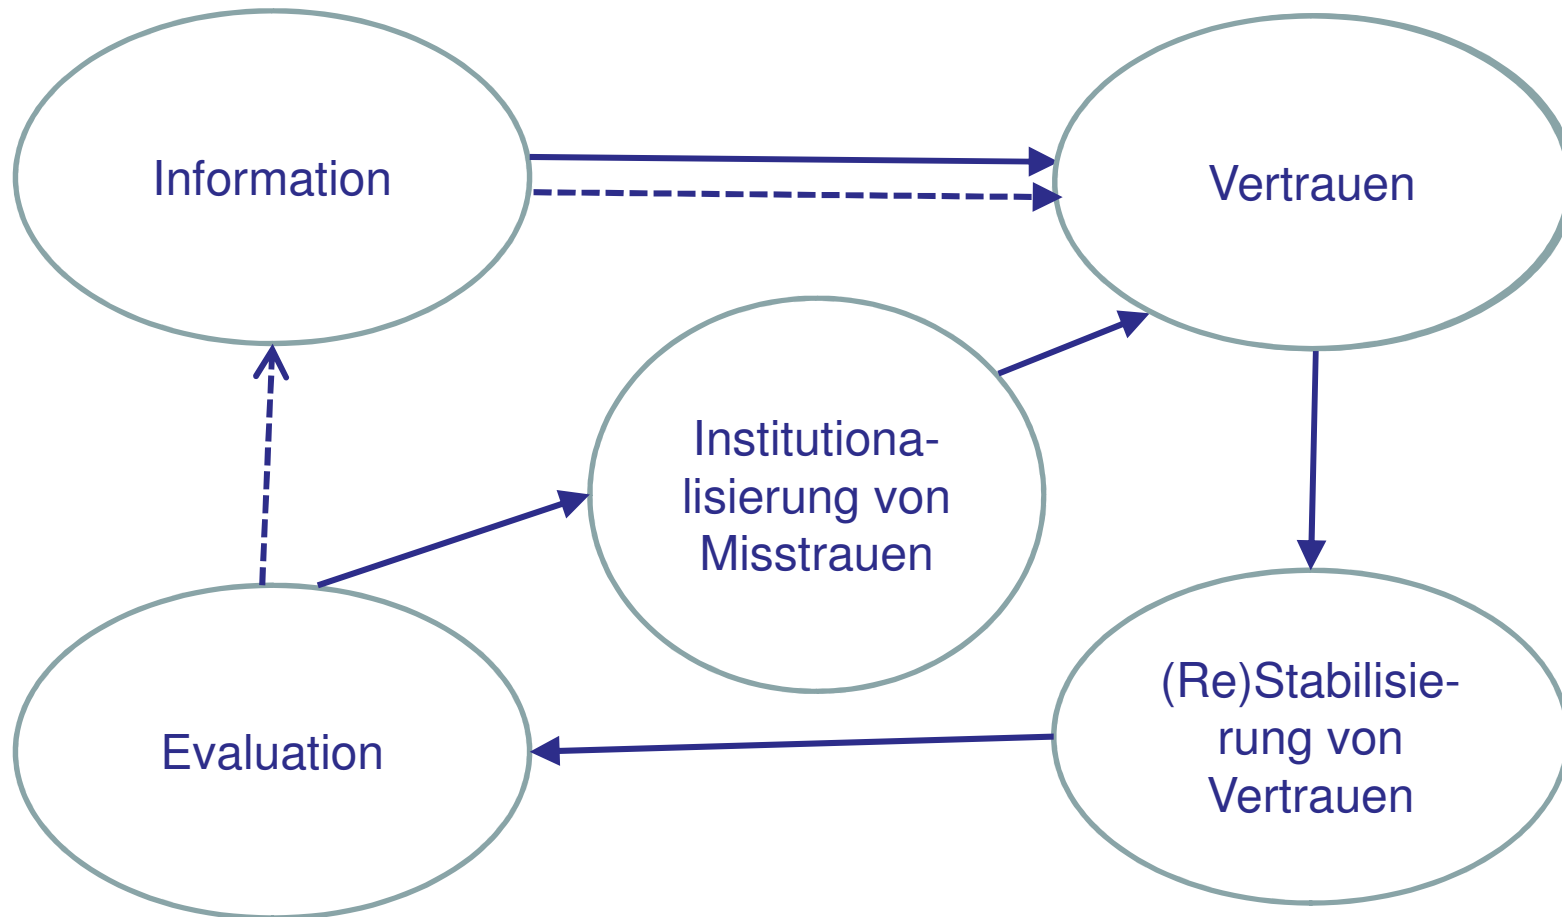 Information
Vertrauen
Institutiona-
lisierung von
Misstrauen
(Re)Stabilisie-
rung von
Vertrauen
Evaluation